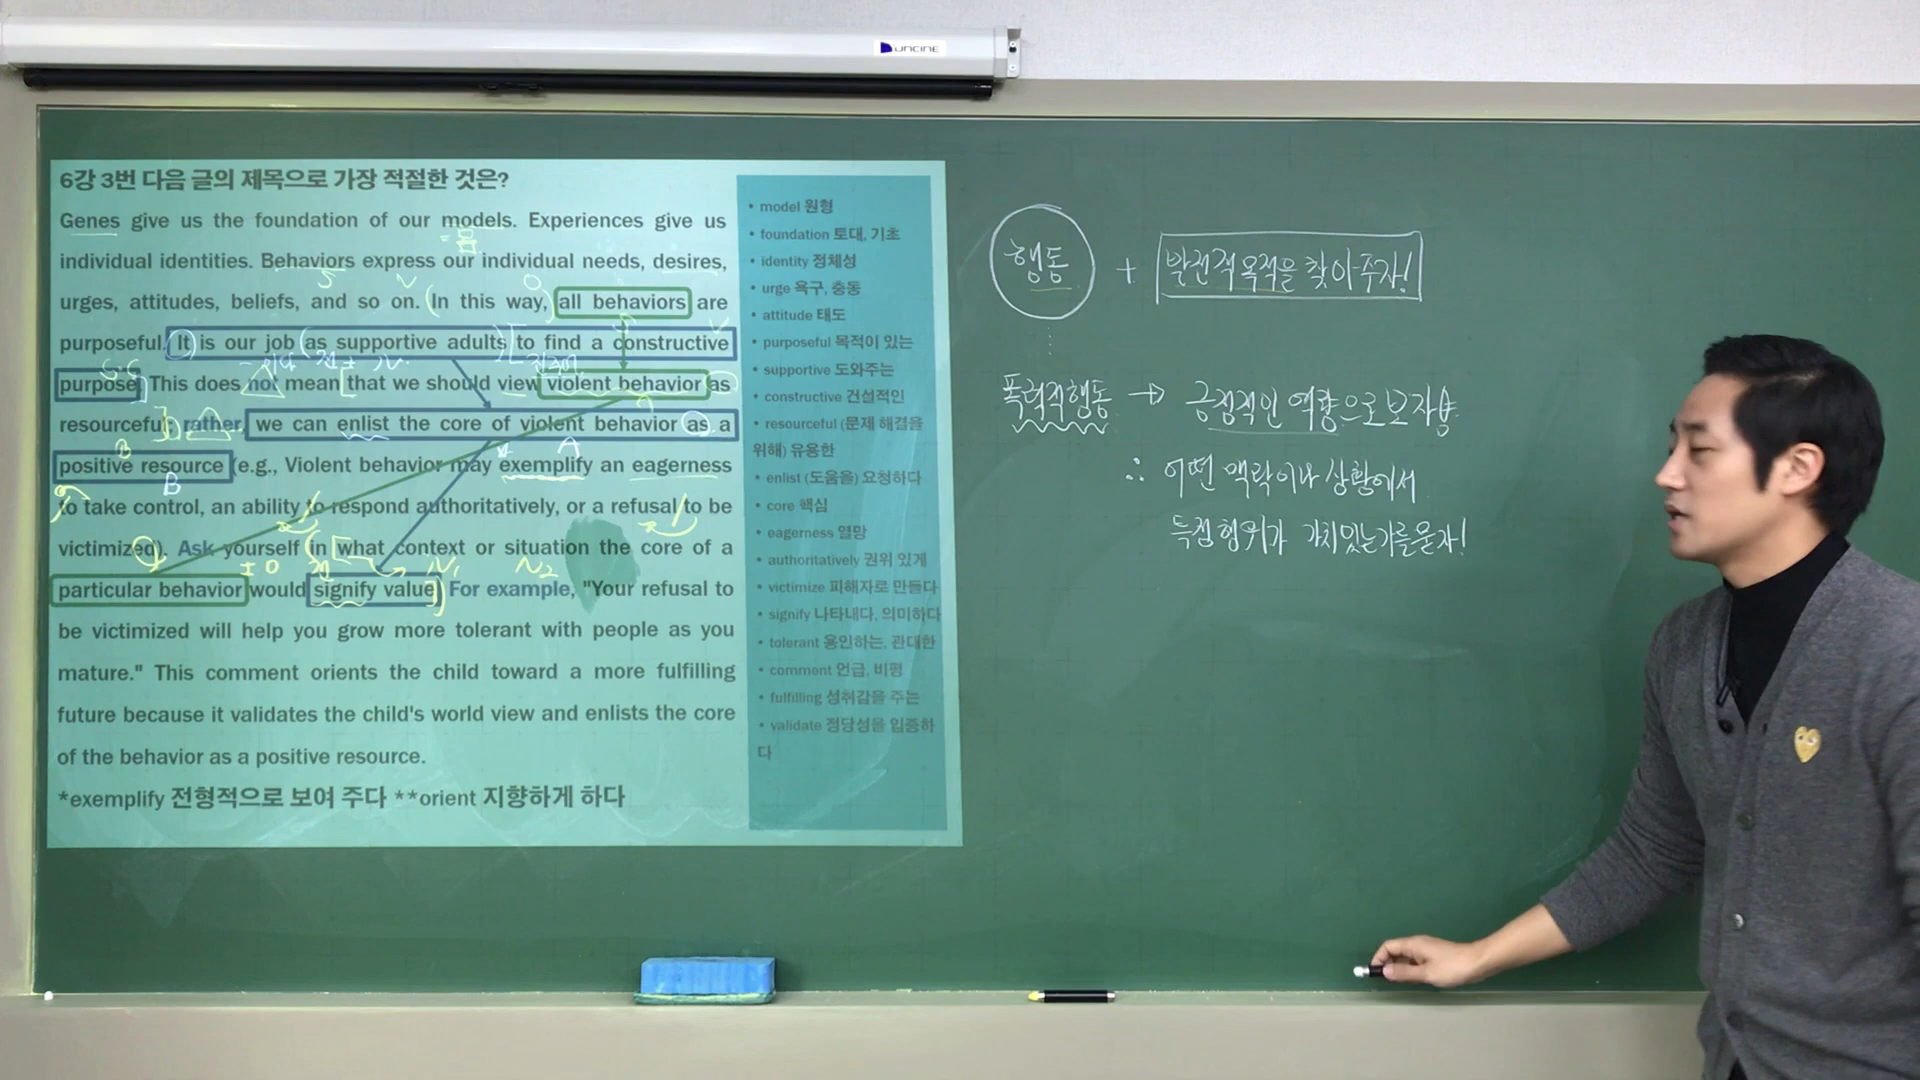 UNCINE
6강 3번 다음 글의 제목으로 가장 적절한 것은?
Genes give us the foundation of our models. Experiences give us
individual identities. Behaviors express our individual needs, desires,
urges, attitudes, beliefs, and so on. In this way, all behaviors are
purposeful. It is our job as supportive adults to find a constructive
purpose. This does not mean that we should view violent behavior as
resourceful; rather, we can enlist the core of violent behavior as a
positive resource (e.g., Violent behavior may exemplify an eagerness
to take control, an ability to respond authoritatively, or a refusal to be
victimized). Ask yourself in what context or situation the core of a
particular behavior would signify value. For example, "Your refusal to
be victimized will help you grow more tolerant with people as you
mature." This comment orients the child toward a more fulfilling
future because it validates the child's world view and enlists the core
of the behavior as a positive resource.
*exemplify 전형적으로 보여 주다 **orient 지향하게 하다
• model 원형
• foundation 토대, 기초
• identity 정체성
• urge 욕구, 충동
• attitude 태도
• purposeful 목적이 있는
• supportive 도와주는
• constructive 건설적인
• resourceful (문제 해결을
위해) 유용한
• enlist (도움을) 요청하다
• core 핵심
• eagerness 열망
• authoritatively 권위 있게
• victimize 피해자로 만들다
• signify 나타내다, 의미하다
• tolerant 용인하는, 관대한
• comment 언급, 비평
• fulfilling 성취감을 주는
• validate 정당성을 입증하
다
행동 + 발전적 목적을 찾아주자!
폭력적행동 → 긍정적인 역량으로 보자
∴ 어떤 맥락이나 상황에서
특정행위가 가치있는가를 묻자!